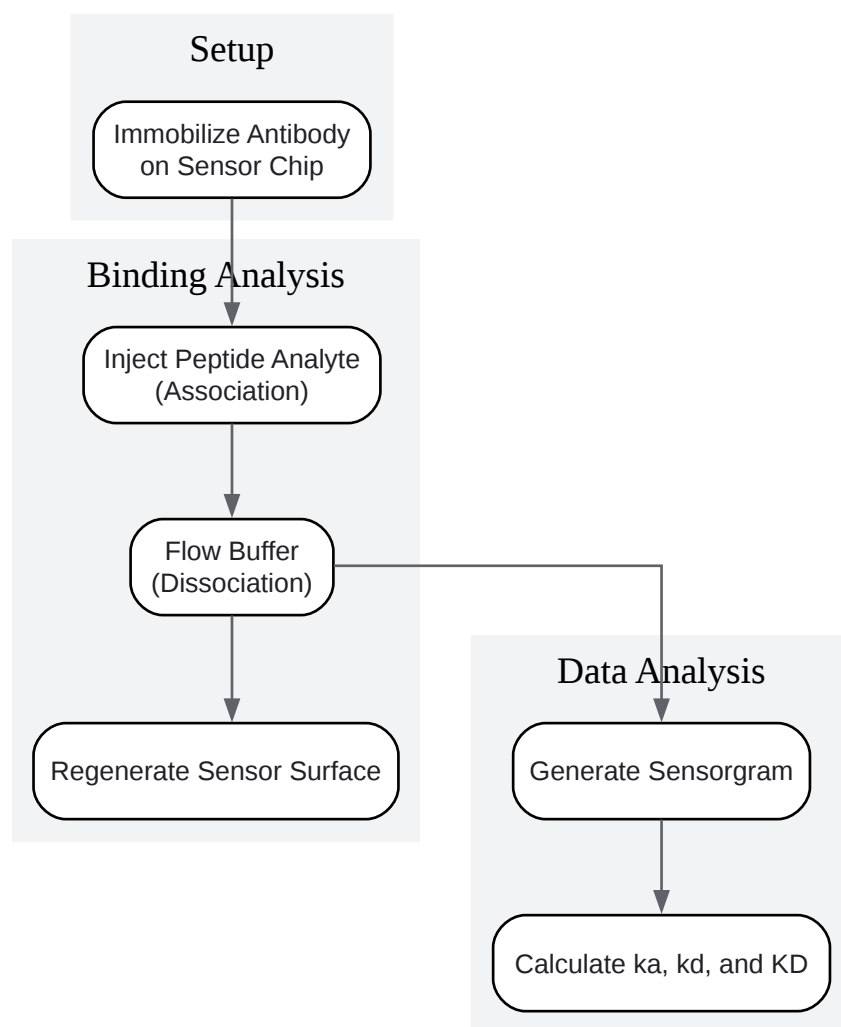 Setup
Immobilize Antibody
on Sensor Chip
Binding Analysis
Inject Peptide Analyte
(Association)
Flow Buffer
(Dissociation)
Regenerate Sensor Surface
Data Analysis
Generate Sensorgram
Calculate ka, kd, and KD